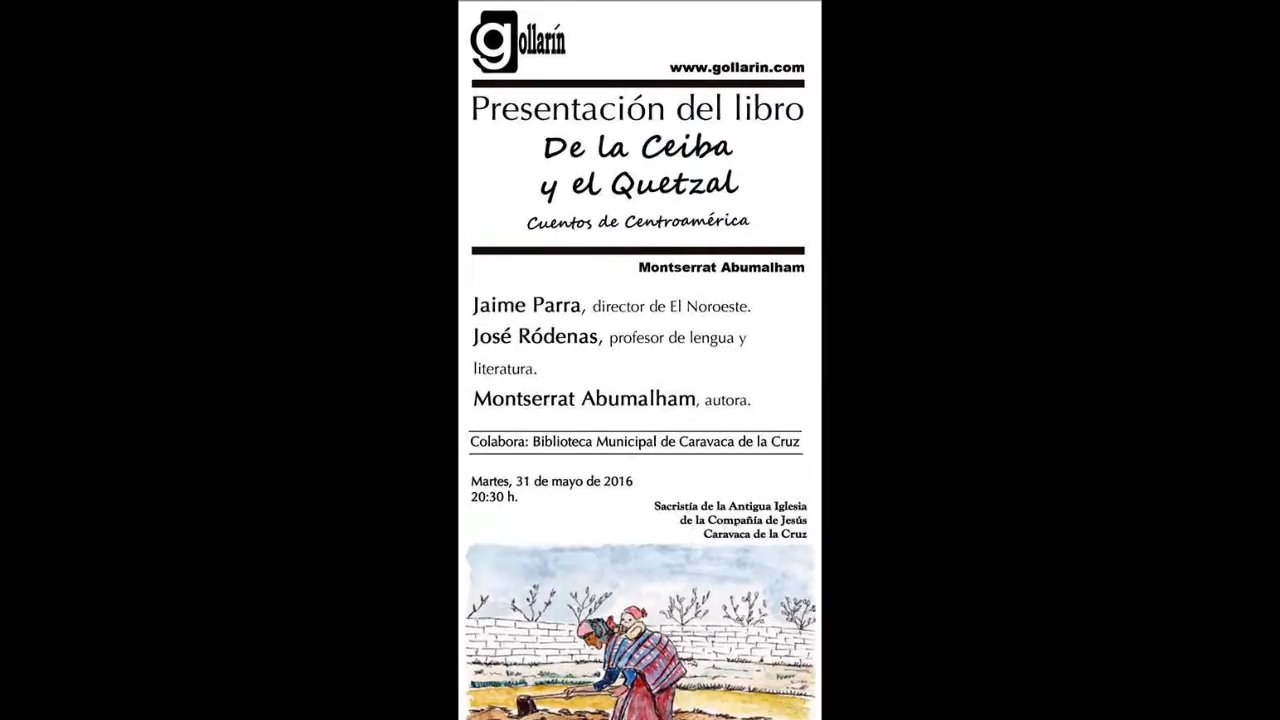 gollarín
www.gollarin.com
Presentación del libro
De la Ceiba
y el Quetzal
Cuentos de Centroamérica
Montserrat Abumalham
Jaime Parra, director de El Noroeste.
José Ródenas, profesor de lengua y
literatura.
Montserrat Abumalham, autora.
Colabora: Biblioteca Municipal de Caravaca de la Cruz
Martes, 31 de mayo de 2016
20:30 h.
Sacristía de la Antigua Iglesia
de la Compañía de Jesús
Caravaca de la Cruz